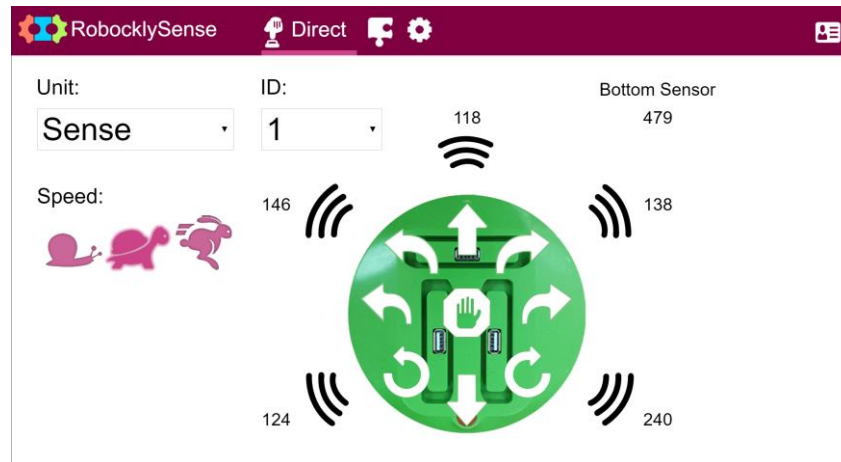 RobocklySense Direct
Unit: ID: Bottom Sensor
Sense 1 118 479
Speed: 146 138
124 240